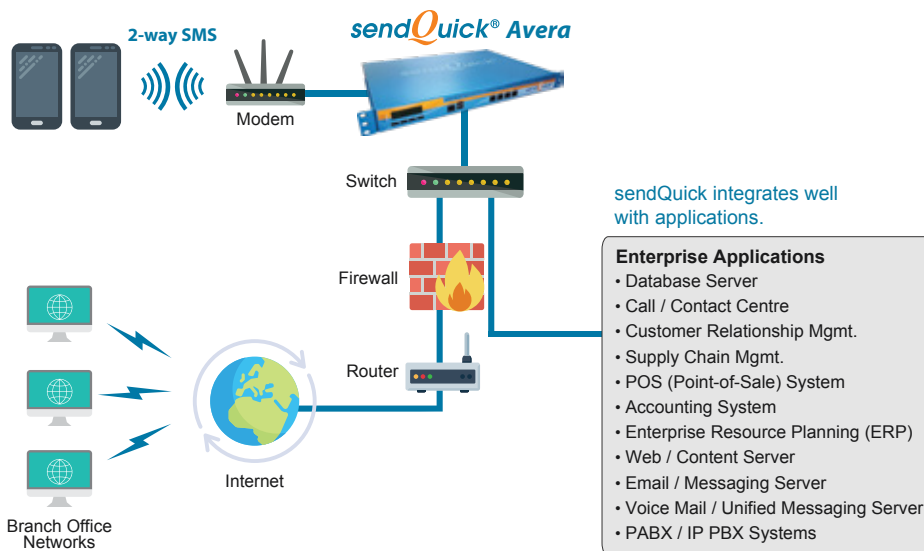 2-way SMS
sendQuick® Avera
sendQuick
Modem
Switch
sendQuick integrates well
with applications.
Firewall
Enterprise Applications
• Database Server
• Call / Contact Centre
• Customer Relationship Mgmt.
• Supply Chain Mgmt.
• POS (Point-of-Sale) System
• Accounting System
• Enterprise Resource Planning (ERP)
• Web / Content Server
• Email / Messaging Server
• Voice Mail / Unified Messaging Server
• PABX / IP PBX Systems
Router
Internet
Branch Office
Networks